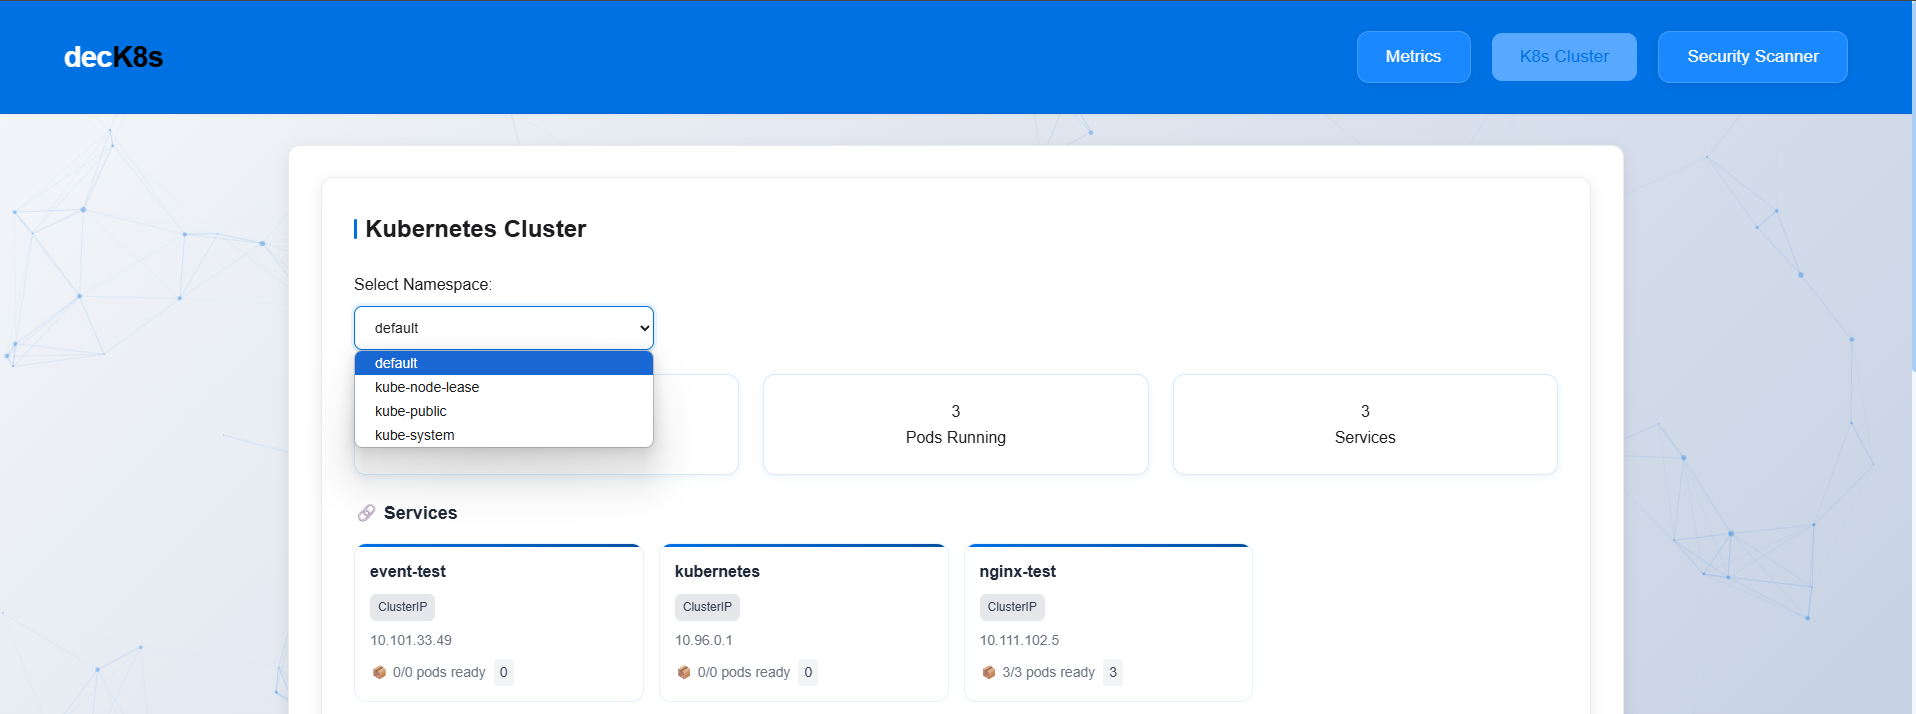 decK8s
Metrics
K8s Cluster
Security Scanner
Kubernetes Cluster
Select Namespace:
default
default
kube-node-lease
kube-public
kube-system
3
Pods Running
3
Services
Services
event-test
ClusterIP
10.101.33.49
0/0 pods ready 0
kubernetes
ClusterIP
10.96.0.1
0/0 pods ready 0
nginx-test
ClusterIP
10.111.102.5
3/3 pods ready 3